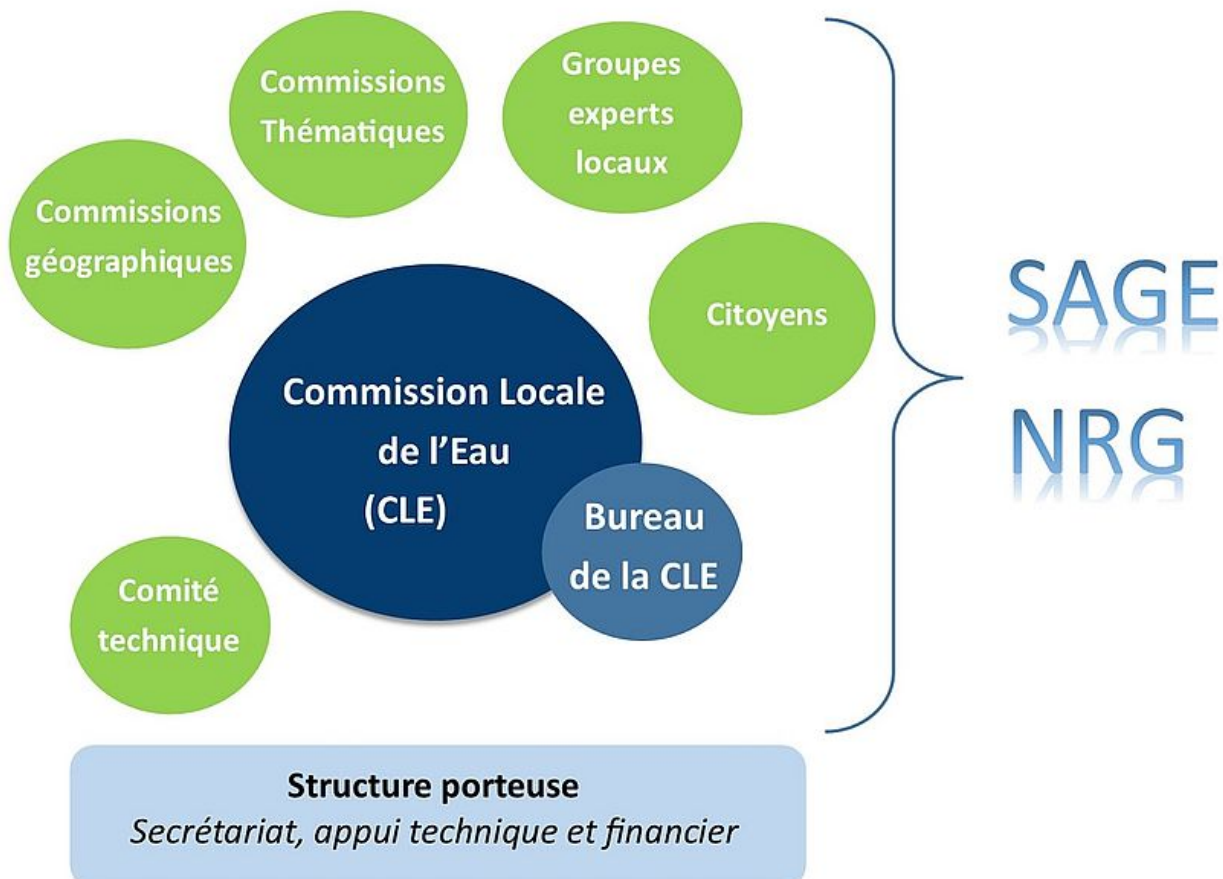 Commissions
Thématiques
Groupes
experts
locaux
Commissions
géographiques
Citoyens
SAGE
NRG
Commission Locale
de l’Eau
(CLE)
Bureau
de la CLE
Comité
technique
Structure porteuse
Secrétariat, appui technique et financier